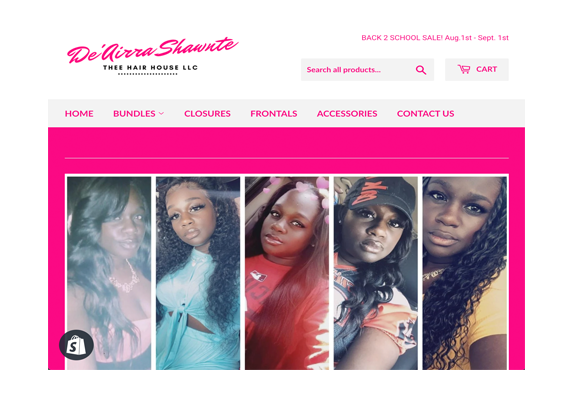 BACK 2 SCHOOL SALE! Aug.1st - Sept. 1st
De'Airra Shawnte
THEE HAIR HOUSE LLC
Search all products...
CART
HOME BUNDLES CLOSURES FRONTALS ACCESSORIES CONTACT US